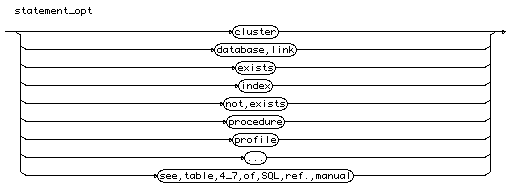 statement_opt
cluster
database,link
exists
index
not,exists
procedure
profile
...
see,table,4_7,of,SQL,ref.,manual